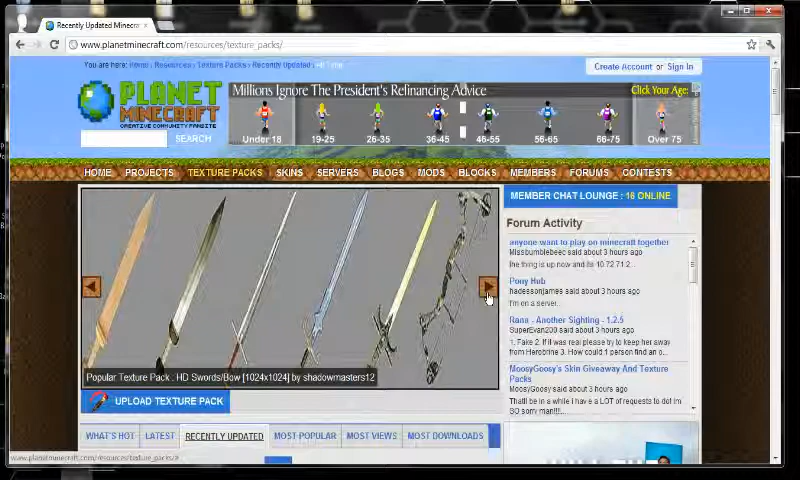 Recently Updated Minecraf
www.planetminecraft.com/resources/texture_packs/
You are here: Home Resources Texture Packs Recently Updated All Time
Create Account or Sign In
PLANET
MINECRAFT
CREATIVE COMMUNITY FANSITE
SEARCH
Millions Ignore The President's Refinancing Advice
Click Your Age:
Under 18 19-25 26-35 36-45 46-55 56-65 66-75 Over 75
HOME PROJECTS TEXTURE PACKS SKINS SERVERS BLOGS MODS BLOCKS MEMBERS FORUMS CONTESTS
Popular Texture Pack : HD Swords/Bow [1024x1024] by shadowmasters12
UPLOAD TEXTURE PACK
WHAT'S HOT LATEST RECENTLY UPDATED MOST POPULAR MOST VIEWS MOST DOWNLOADS
MEMBER CHAT LOUNGE : 16 ONLINE
Forum Activity
anyone want to play on minecraft together
Missbumblebeec said about 3 hours ago
the thing is up now and its 10.72.71.2...
Pony Hub
hadessonjames said about 3 hours ago
I'm on a server...
Rana - Another Sighting - 1.2.5
SuperEvan200 said about 3 hours ago
1. Fake 2. If it was real please try to keep her away
from Herobrine 3. How could 1 person find an o...
MoosyGoosy's Skin Giveaway And Texture
Packs
MoosyGoosy said about 3 hours ago
Thatll be in a while i have a LOT of requests to do! im
SO sorry man!!!...
www.planetminecraft.com/resources/texture_packs/#